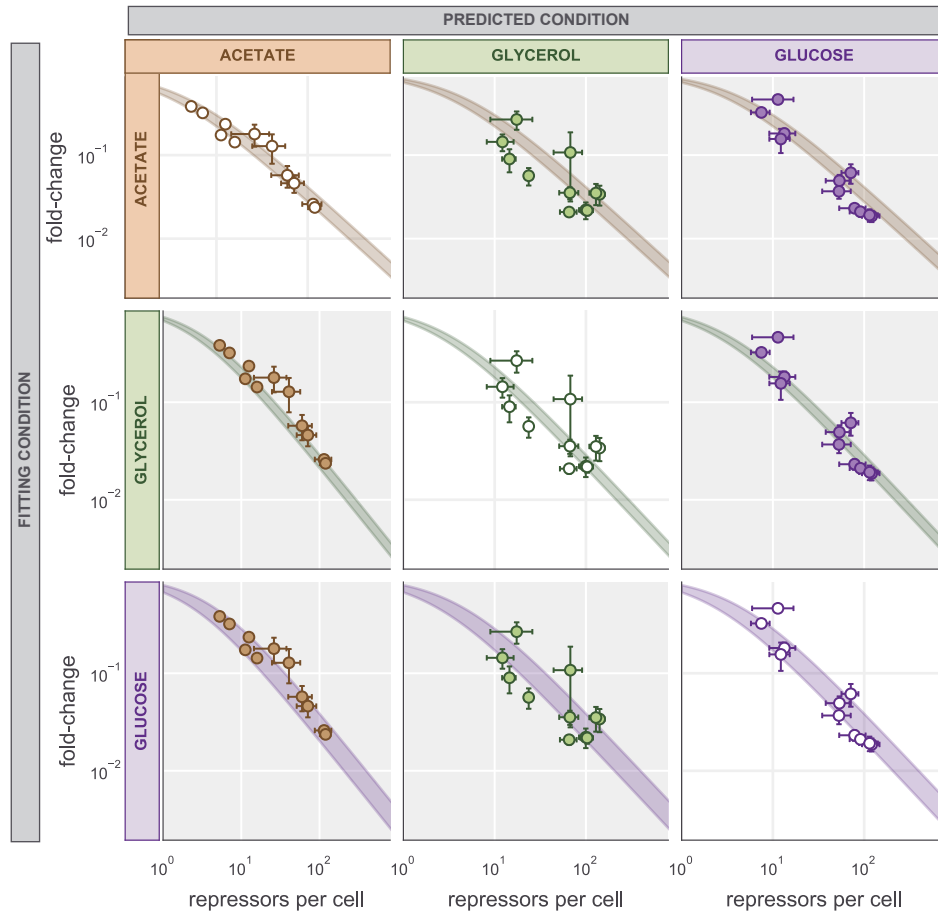 PREDICTED CONDITION
ACETATE GLYCEROL GLUCOSE
FITTING CONDITION
ACETATE
fold-change
10⁻¹
10⁻²
GLYCEROL
fold-change
10⁻¹
10⁻²
GLUCOSE
fold-change
10⁻¹
10⁻²
10⁰ 10¹ 10² 10⁰ 10¹ 10² 10⁰ 10¹ 10²
repressors per cell repressors per cell repressors per cell